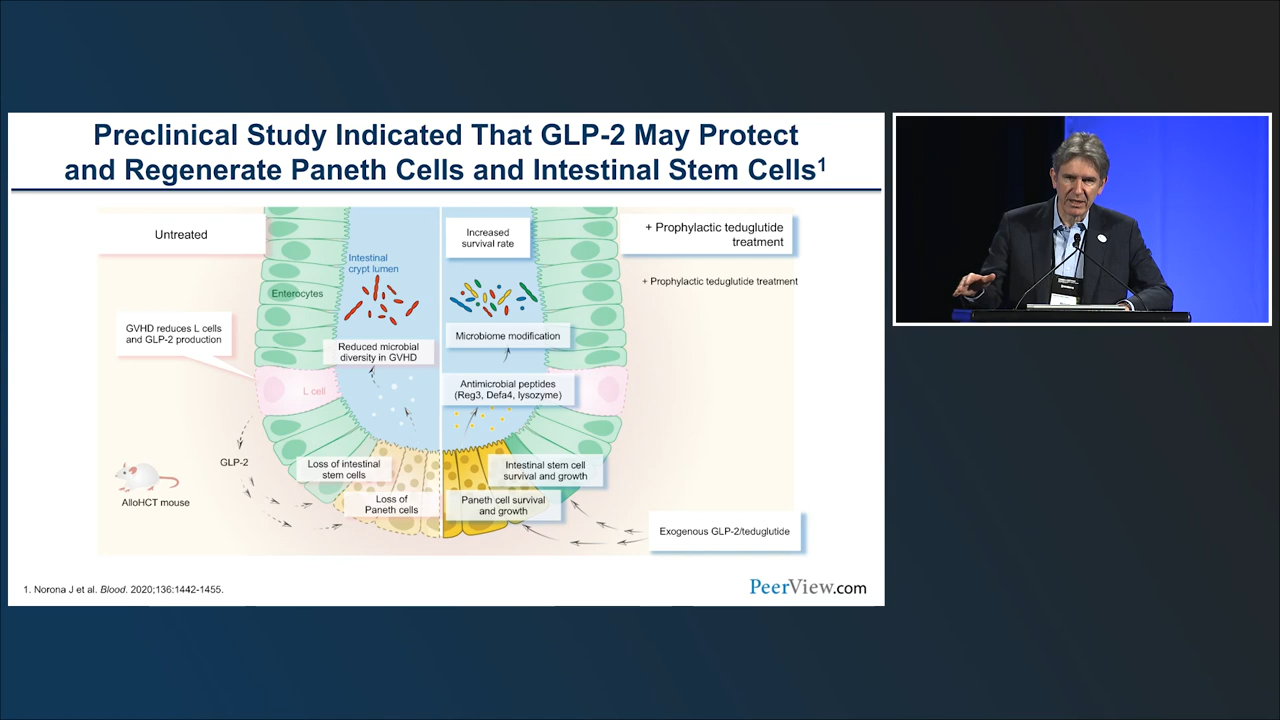 Preclinical Study Indicated That GLP-2 May Protect
and Regenerate Paneth Cells and Intestinal Stem Cells1
Untreated
Increased
survival rate
+ Prophylactic teduglutide
treatment
Intestinal
crypt lumen
+ Prophylactic teduglutide treatment
Enterocytes
GVHD reduces L cells
and GLP-2 production
Reduced microbial
diversity in GVHD
Microbiome modification
L cell
Antimicrobial peptides
(Reg3, Defa4, lysozyme)
GLP-2
Loss of intestinal
stem cells
Intestinal stem cell
survival and growth
AlloHCT mouse
Loss of
Paneth cells
Paneth cell survival
and growth
Exogenous GLP-2/teduglutide
1. Norona J et al. Blood. 2020;136:1442-1455.
PeerView.com